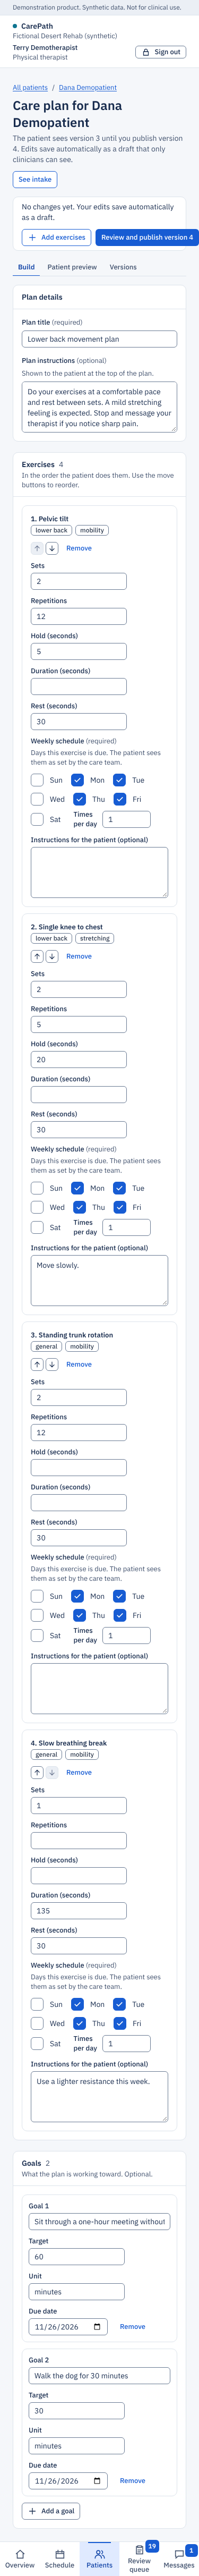 Demonstration product. Synthetic data. Not for clinical use.
CarePath
Fictional Desert Rehab (synthetic)
Terry Demotherapist
Physical therapist
Sign out
All patients / Dana Demopatient
Care plan for Dana
Demopatient
The patient sees version 3 until you publish version
4. Edits save automatically as a draft that only
clinicians can see.
See intake
No changes yet. Your edits save automatically
as a draft.
Add exercises
Review and publish version 4
Build
Patient preview
Versions
Plan details
Plan title (required)
Lower back movement plan
Plan instructions (optional)
Shown to the patient at the top of the plan.
Do your exercises at a comfortable pace
and rest between sets. A mild stretching
feeling is expected. Stop and message your
therapist if you notice sharp pain.
Exercises 4
In the order the patient does them. Use the move
buttons to reorder.
1. Pelvic tilt
lower back
mobility
Remove
Sets
2
Repetitions
12
Hold (seconds)
5
Duration (seconds)
Rest (seconds)
30
Weekly schedule (required)
Days this exercise is due. The patient sees
them as set by the care team.
Sun Mon Tue
Wed Thu Fri
Sat Times per day 1
Instructions for the patient (optional)
2. Single knee to chest
lower back
stretching
Remove
Sets
2
Repetitions
5
Hold (seconds)
20
Duration (seconds)
Rest (seconds)
30
Weekly schedule (required)
Days this exercise is due. The patient sees
them as set by the care team.
Sun Mon Tue
Wed Thu Fri
Sat Times per day 1
Instructions for the patient (optional)
Move slowly.
3. Standing trunk rotation
general
mobility
Remove
Sets
2
Repetitions
12
Hold (seconds)
Duration (seconds)
Rest (seconds)
30
Weekly schedule (required)
Days this exercise is due. The patient sees
them as set by the care team.
Sun Mon Tue
Wed Thu Fri
Sat Times per day 1
Instructions for the patient (optional)
4. Slow breathing break
general
mobility
Remove
Sets
1
Repetitions
Hold (seconds)
Duration (seconds)
135
Rest (seconds)
30
Weekly schedule (required)
Days this exercise is due. The patient sees
them as set by the care team.
Sun Mon Tue
Wed Thu Fri
Sat Times per day 1
Instructions for the patient (optional)
Use a lighter resistance this week.
Goals 2
What the plan is working toward. Optional.
Goal 1
Sit through a one-hour meeting without
Target
60
Unit
minutes
Due date
11/26/2026
Remove
Goal 2
Walk the dog for 30 minutes
Target
30
Unit
minutes
Due date
11/26/2026
Remove
Add a goal
Overview
Schedule
Patients
19
Review
queue
1
Messages